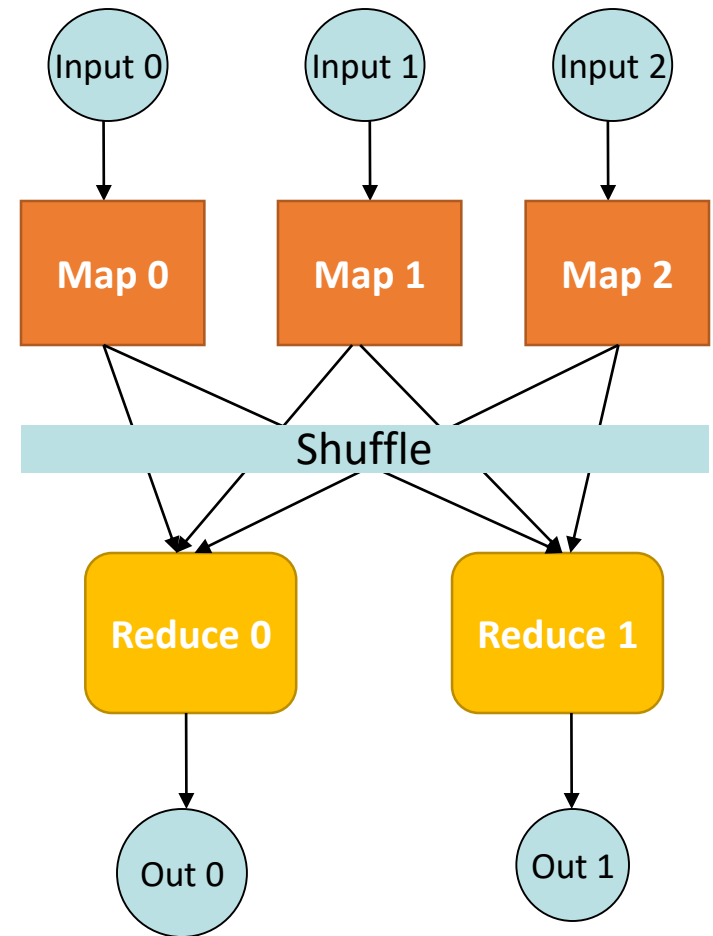 Input 0
Input 1
Input 2
Map 0
Map 1
Map 2
Shuffle
Reduce 0
Reduce 1
Out 0
Out 1